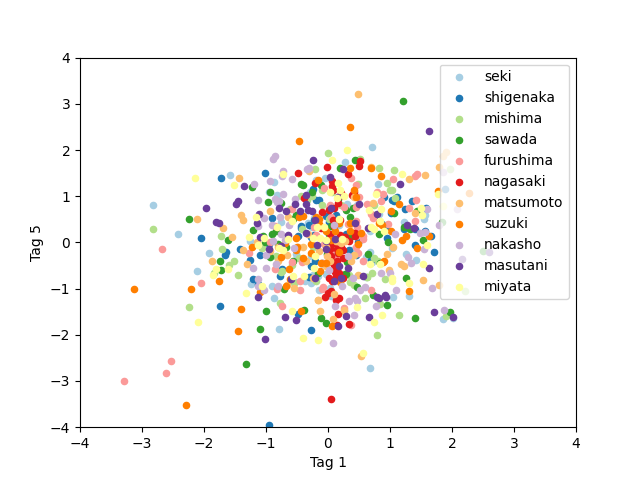 4
3
2
1
0
−1
−2
−3
−4
Tag 5
−4
−3
−2
−1
0
1
2
3
4
Tag 1
seki
shigenaka
mishima
sawada
furushima
nagasaki
matsumoto
suzuki
nakasho
masutani
miyata